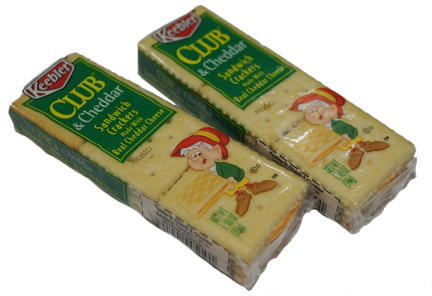 Keebler
CLUB
& Cheddar
Sandwich
Crackers
Made With
Real Cheddar Cheese
Keebler
CLUB
& Cheddar
Sandwich
Crackers
Made With
Real Cheddar Cheese